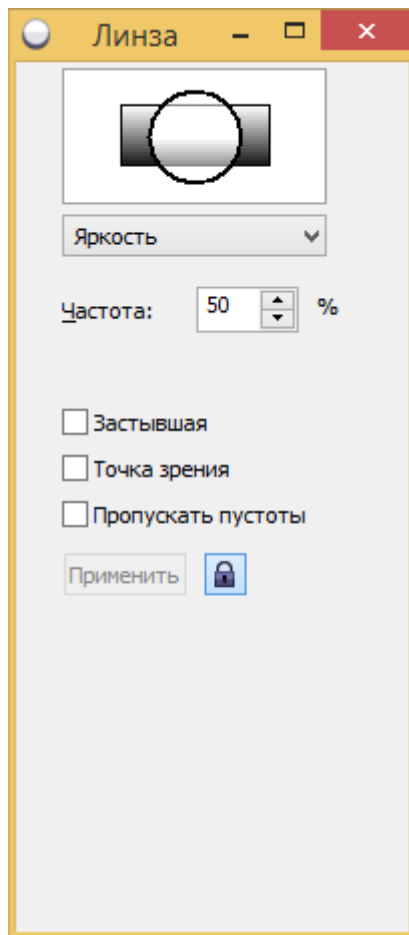 Линза
Яркость
Частота: 50 %
Застывшая
Точка зрения
Пропускать пустоты
Применить